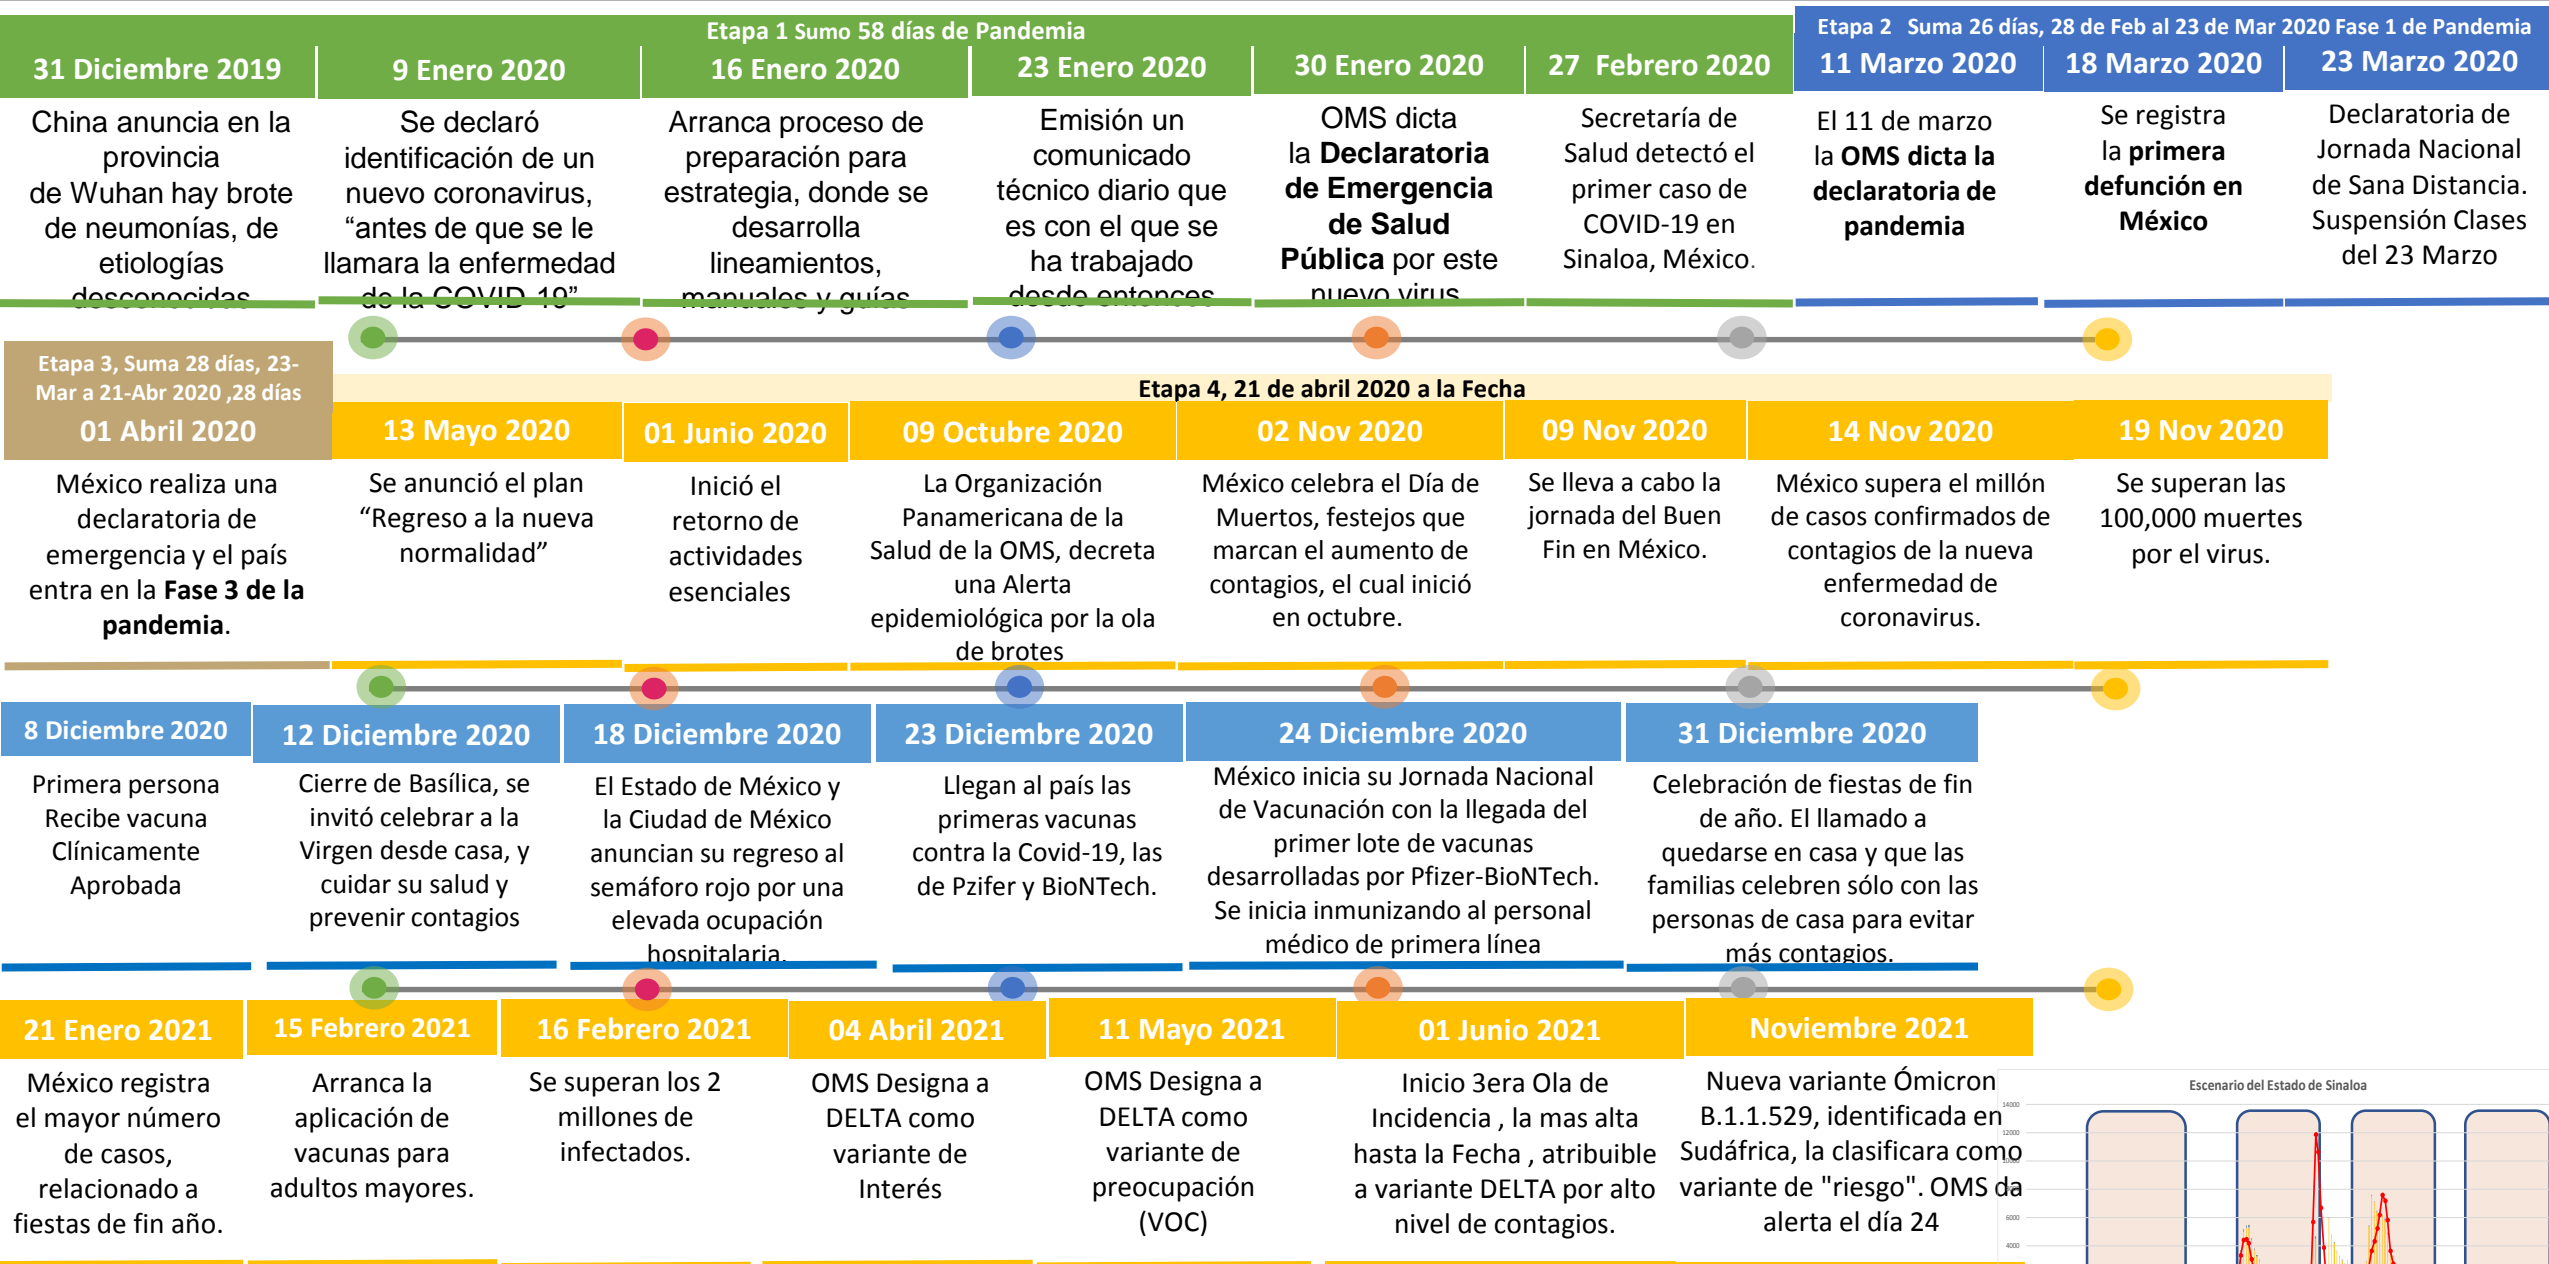 Etapa 1 Sumo 58 días de Pandemia
Etapa 2 Suma 26 días, 28 de Feb al 23 de Mar 2020 Fase 1 de Pandemia
31 Diciembre 2019
China anuncia en la
provincia
de Wuhan hay brote
de neumonías, de
etiologías
desconocidas
9 Enero 2020
Se declaró
identificación de un
nuevo coronavirus,
“antes de que se le
llamara la enfermedad
de la COVID-19”
16 Enero 2020
Arranca proceso de
preparación para
estrategia, donde se
desarrolla
lineamientos,
manuales y guías
23 Enero 2020
Emisión un
comunicado
técnico diario que
es con el que se
ha trabajado
desde entonces
30 Enero 2020
OMS dicta
la Declaratoria
de Emergencia
de Salud
Pública por este
nuevo virus
27 Febrero 2020
Secretaría de
Salud detectó el
primer caso de
COVID-19 en
Sinaloa, México.
11 Marzo 2020
El 11 de marzo
la OMS dicta la
declaratoria de
pandemia
18 Marzo 2020
Se registra
la primera
defunción en
México
23 Marzo 2020
Declaratoria de
Jornada Nacional
de Sana Distancia.
Suspensión Clases
del 23 Marzo
Etapa 3, Suma 28 días, 23-
Mar a 21-Abr 2020 ,28 días
Etapa 4, 21 de abril 2020 a la Fecha
01 Abril 2020
México realiza una
declaratoria de
emergencia y el país
entra en la Fase 3 de la
pandemia.
13 Mayo 2020
Se anunció el plan
“Regreso a la nueva
normalidad”
01 Junio 2020
Inició el
retorno de
actividades
esenciales
09 Octubre 2020
La Organización
Panamericana de la
Salud de la OMS, decreta
una Alerta
epidemiológica por la ola
de brotes
02 Nov 2020
México celebra el Día de
Muertos, festejos que
marcan el aumento de
contagios, el cual inició
en octubre.
09 Nov 2020
Se lleva a cabo la
jornada del Buen
Fin en México.
14 Nov 2020
México supera el millón
de casos confirmados de
contagios de la nueva
enfermedad de
coronavirus.
19 Nov 2020
Se superan las
100,000 muertes
por el virus.
8 Diciembre 2020
Primera persona
Recibe vacuna
Clínicamente
Aprobada
12 Diciembre 2020
Cierre de Basílica, se
invitó celebrar a la
Virgen desde casa, y
cuidar su salud y
prevenir contagios
18 Diciembre 2020
El Estado de México y
la Ciudad de México
anuncian su regreso al
semáforo rojo por una
elevada ocupación
hospitalaria.
23 Diciembre 2020
Llegan al país las
primeras vacunas
contra la Covid-19, las
de Pzifer y BioNTech.
24 Diciembre 2020
México inicia su Jornada Nacional
de Vacunación con la llegada del
primer lote de vacunas
desarrolladas por Pfizer-BioNTech.
Se inicia inmunizando al personal
médico de primera línea
31 Diciembre 2020
Celebración de fiestas de fin
de año. El llamado a
quedarse en casa y que las
familias celebren sólo con las
personas de casa para evitar
más contagios.
21 Enero 2021
México registra
el mayor número
de casos,
relacionado a
fiestas de fin año.
15 Febrero 2021
Arranca la
aplicación de
vacunas para
adultos mayores.
16 Febrero 2021
Se superan los 2
millones de
infectados.
04 Abril 2021
OMS Designa a
DELTA como
variante de
Interés
11 Mayo 2021
OMS Designa a
DELTA como
variante de
preocupación
(VOC)
01 Junio 2021
Inicio 3era Ola de
Incidencia , la mas alta
hasta la Fecha , atribuible
a variante DELTA por alto
nivel de contagios.
Noviembre 2021
Nueva variante Ómicron
B.1.1.529, identificada en
Sudáfrica, la clasificara como
variante de "riesgo". OMS da
alerta el día 24
Escenario del Estado de Sinaloa
14000
12000
6000
4000